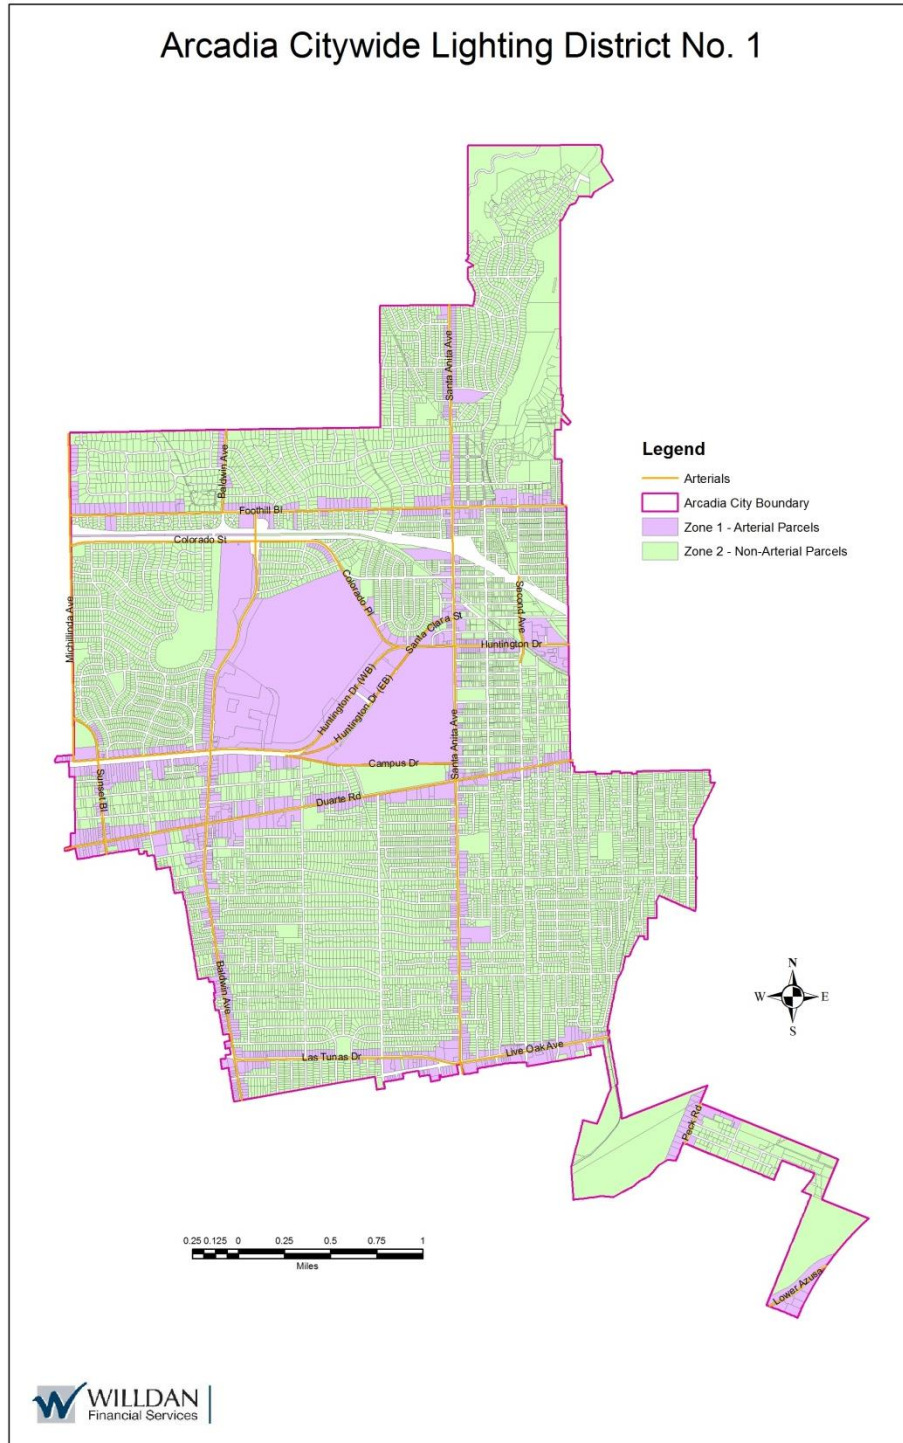 Arcadia Citywide Lighting District No. 1
Santa Anita Ave
Baldwin Ave
Legend
Arterials
Arcadia City Boundary
Zone 1 - Arterial Parcels
Zone 2 - Non-Arterial Parcels
Foothill Bl
Colorado St
Colorado Pl
Second Ave
Michillinda Ave
Santa Clara St
Huntington Dr
Huntington Dr (WB)
Huntington Dr (EB)
Santa Anita Ave
Campus Dr
Sunset Bl
Duarte Rd
Baldwin Ave
N
W
E
S
Las Tunas Dr
Live Oak Ave
Peck Rd
0.25 0.125 0 0.25 0.5 0.75 1
Miles
Lower Azusa
WILLDAN
Financial Services